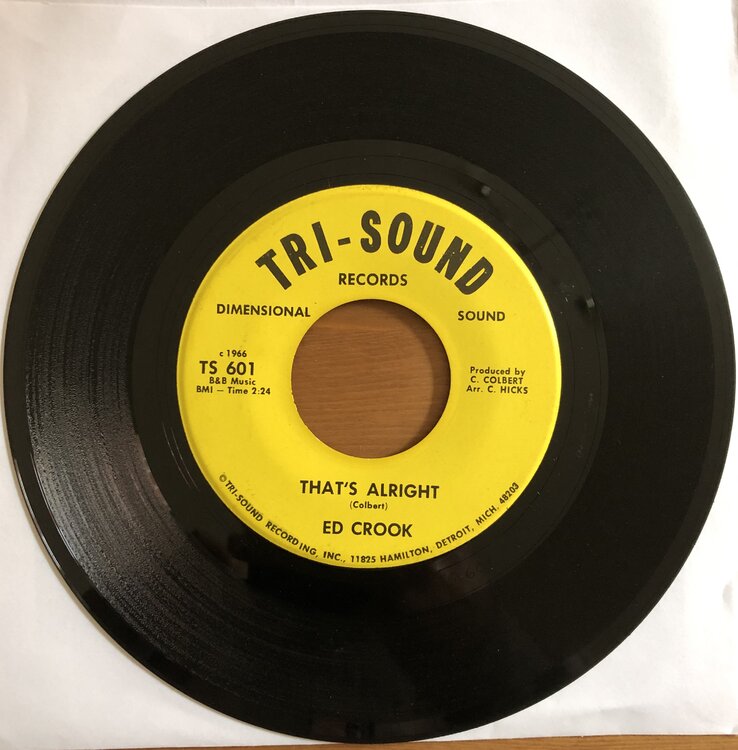 TRI-SOUND
RECORDS
DIMENSIONAL SOUND
c 1966
TS 601
B&B Music
BMI — Time 2:24
Produced by
C. COLBERT
Arr. C. HICKS
THAT'S ALRIGHT
(Colbert)
ED CROOK
©TRI-SOUND RECORDING, INC., 11825 HAMILTON, DETROIT, MICH. 48203